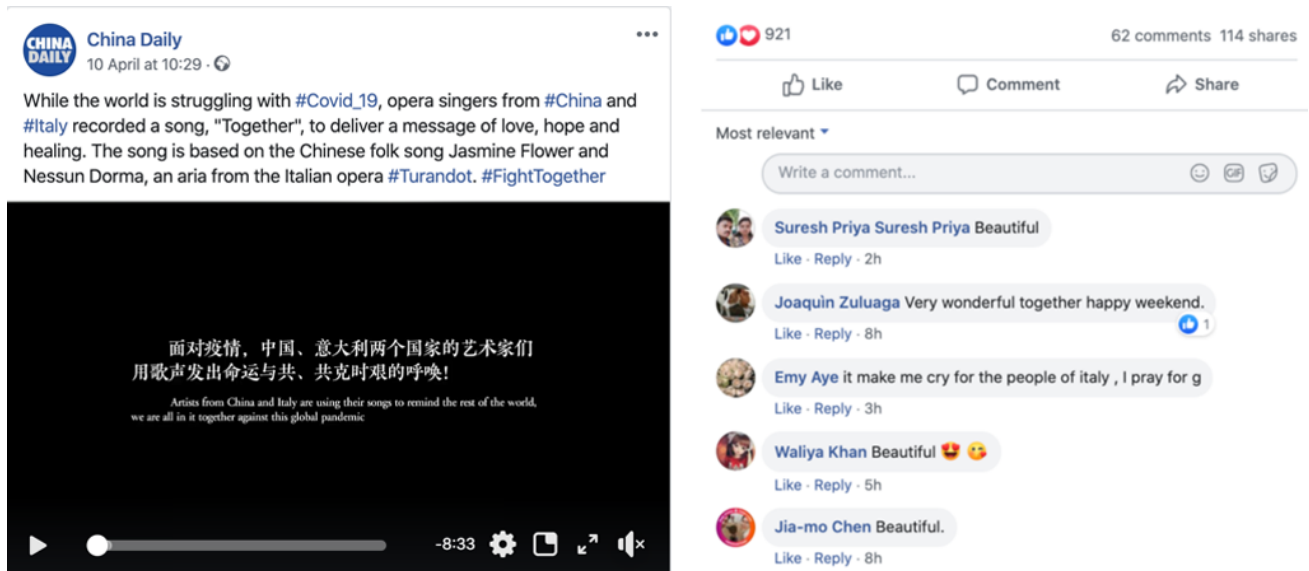 CHINA
DAILY
China Daily
10 April at 10:29 ·
While the world is struggling with #Covid_19, opera singers from #China and
#Italy recorded a song, "Together", to deliver a message of love, hope and
healing. The song is based on the Chinese folk song Jasmine Flower and
Nessun Dorma, an aria from the Italian opera #Turandot. #FightTogether
面对疫情，中国、意大利两个国家的艺术家们
用歌声发出命运与共、共克时艰的呼唤!
Artists from China and Italy are using their songs to remind the rest of the world,
we are all in it together against this global pandemic
-8:33
921
62 comments 114 shares
Like
Comment
Share
Most relevant
Write a comment...
GIF
Suresh Priya Suresh Priya Beautiful
Like · Reply · 2h
Joaquìn Zuluaga Very wonderful together happy weekend.
1
Like · Reply · 8h
Emy Aye it make me cry for the people of italy , I pray for g
Like · Reply · 3h
Waliya Khan Beautiful 😍 😋
Like · Reply · 5h
Jia-mo Chen Beautiful.
Like · Reply · 8h